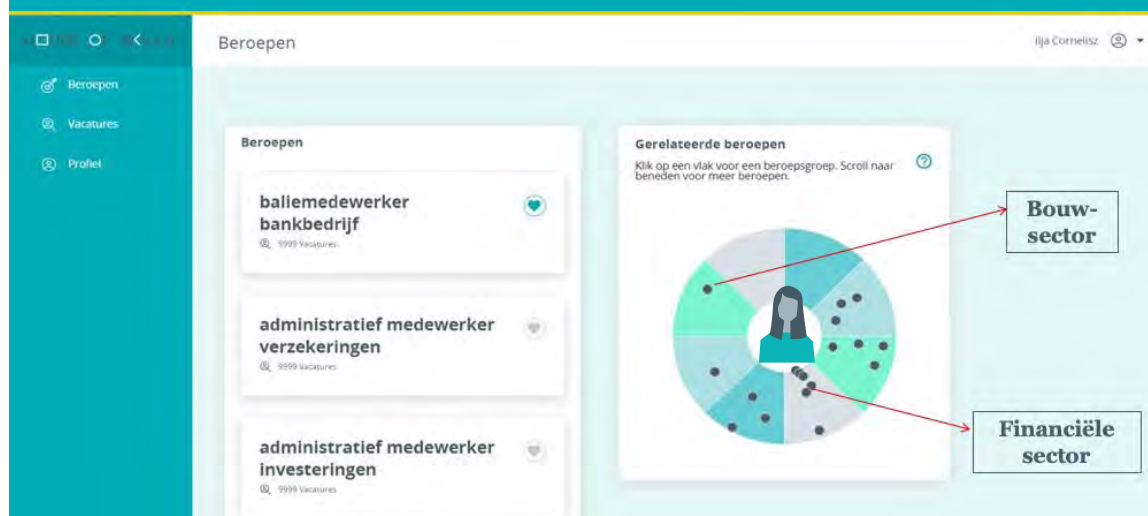 Beroepen
Ilja Cornelisz
Beroepen
Vacatures
Profiel
Beroepen
baliemedewerker
bankbedrijf
9999 Vacatures
administratief medewerker
verzekeringen
9999 Vacatures
administratief medewerker
investeringen
9999 Vacatures
Gerelateerde beroepen
Klik op een vlak voor een beroepsgroep. Scroll naar
beneden voor meer beroepen.
Bouw-
sector
Financiële
sector